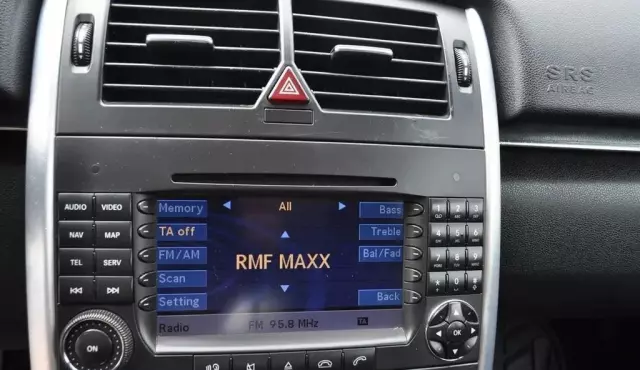 SRS
AIRBAG
AUDIO VIDEO
NAV MAP
TEL SERV
ON
Memory
TA off
FM/AM
Scan
Setting
All
RMF MAXX
Bass
Treble
Bal/Fad
Back
Radio FM 95.8 MHz TA
OK